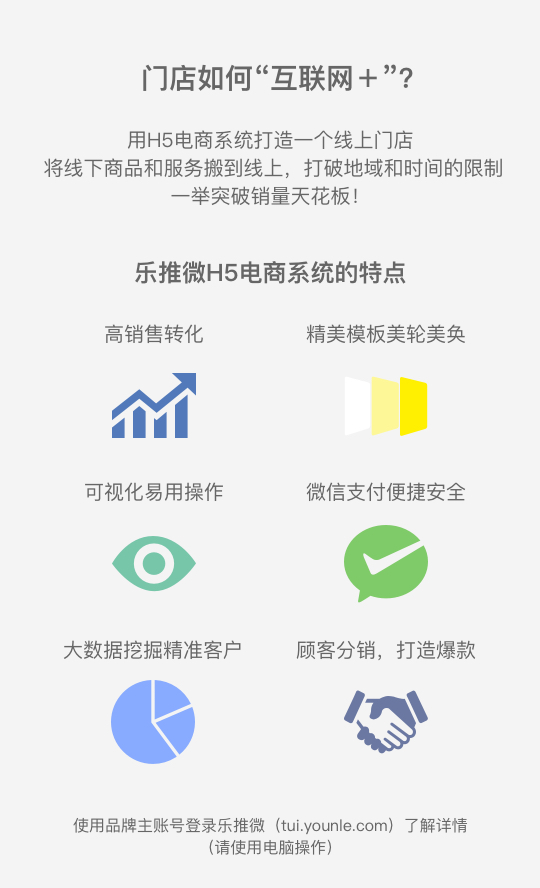 门店如何“互联网＋”？
用H5电商系统打造一个线上门店
将线下商品和服务搬到线上，打破地域和时间的限制
一举突破销量天花板！
乐推微H5电商系统的特点
高销售转化
精美模板美轮美奂
可视化易用操作
微信支付便捷安全
大数据挖掘精准客户
顾客分销，打造爆款
使用品牌主账号登录乐推微（tui.younle.com）了解详情
（请使用电脑操作）